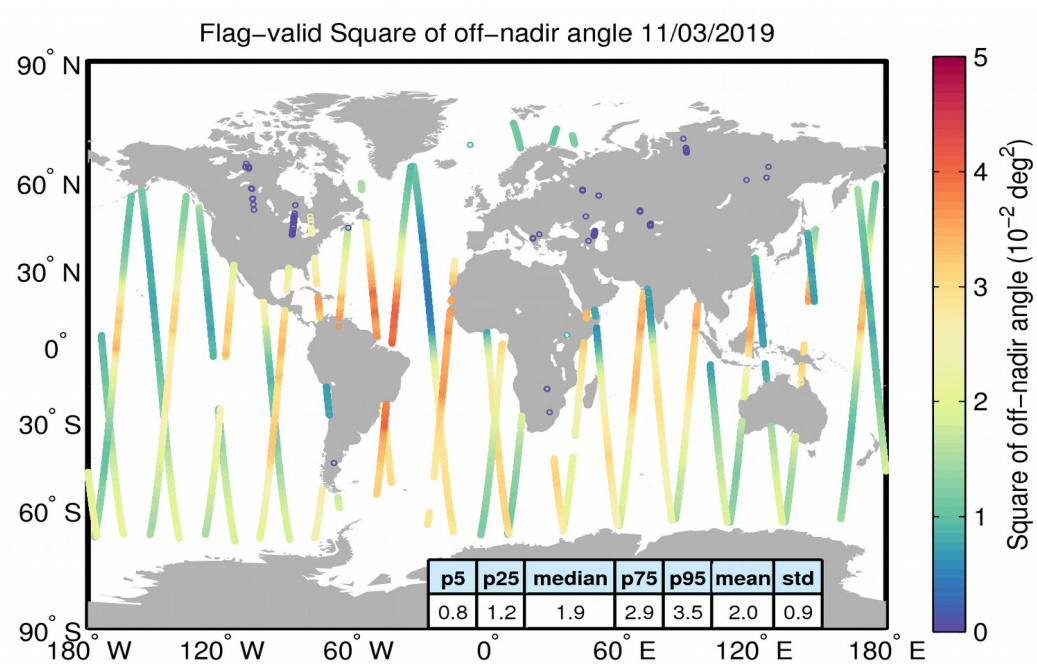 Flag−valid Square of off−nadir angle 11/03/2019
90° N
60° N
30° N
0°
30° S
60° S
90° S
180° W
120° W
60° W
0°
60° E
120° E
180° E
p5 p25 median p75 p95 mean std
0.8 1.2 1.9 2.9 3.5 2.0 0.9
5
4
3
2
1
0
Square of off−nadir angle (10⁻² deg²)